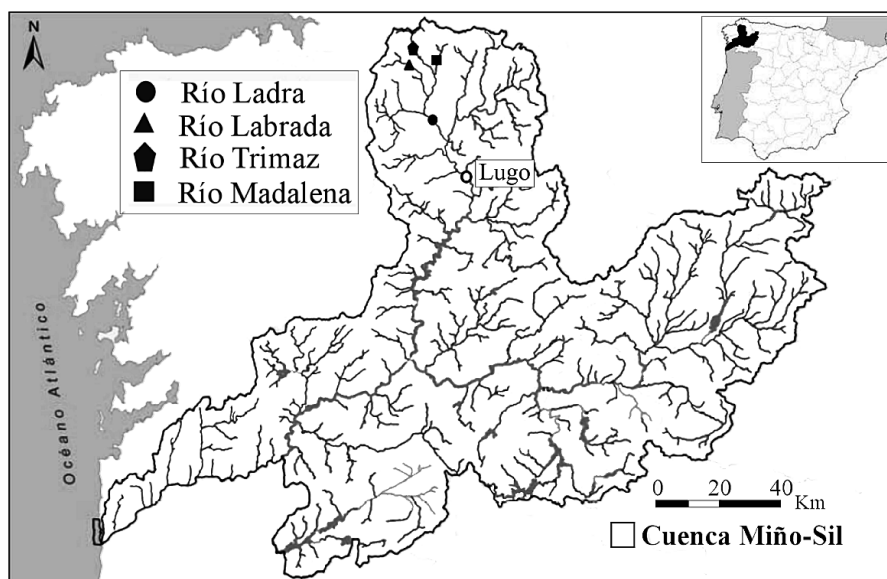 N
Río Ladra
Río Labrada
Río Trimaz
Río Madalena
Lugo
Océano Atlántico
0 20 40
Km
Cuenca Miño-Sil